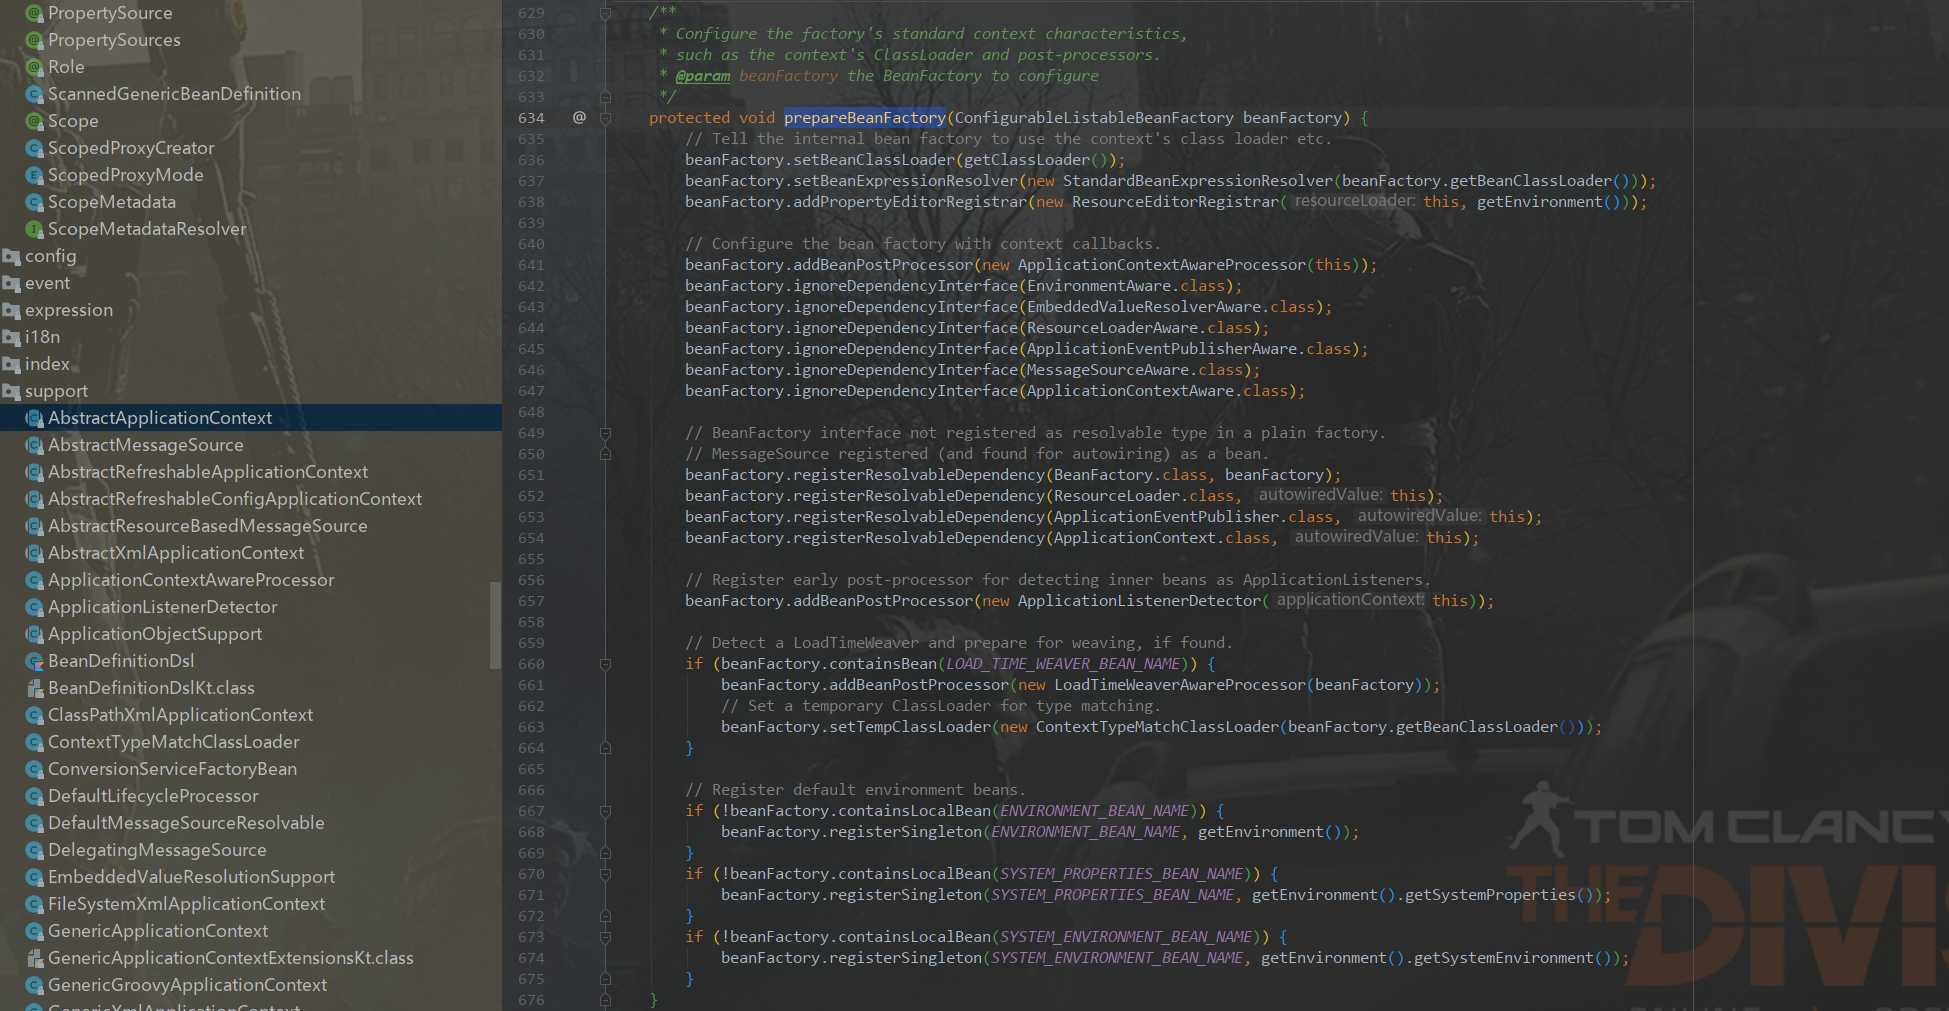 PropertySource
PropertySources
Role
ScannedGenericBeanDefinition
Scope
ScopedProxyCreator
ScopedProxyMode
ScopeMetadata
ScopeMetadataResolver
config
event
expression
i18n
index
support
AbstractApplicationContext
AbstractMessageSource
AbstractRefreshableApplicationContext
AbstractRefreshableConfigApplicationContext
AbstractResourceBasedMessageSource
AbstractXmlApplicationContext
ApplicationContextAwareProcessor
ApplicationListenerDetector
ApplicationObjectSupport
BeanDefinitionDsl
BeanDefinitionDslKt.class
ClassPathXmlApplicationContext
ContextTypeMatchClassLoader
ConversionServiceFactoryBean
DefaultLifecycleProcessor
DefaultMessageSourceResolvable
DelegatingMessageSource
EmbeddedValueResolutionSupport
FileSystemXmlApplicationContext
GenericApplicationContext
GenericApplicationContextExtensionsKt.class
GenericGroovyApplicationContext
GenericXmlApplicationContext
629 /**
630 * Configure the factory's standard context characteristics,
631 * such as the context's ClassLoader and post-processors.
632 * @param beanFactory the BeanFactory to configure
633 */
634 @ protected void prepareBeanFactory(ConfigurableListableBeanFactory beanFactory) {
635 // Tell the internal bean factory to use the context's class loader etc.
636 beanFactory.setBeanClassLoader(getClassLoader());
637 beanFactory.setBeanExpressionResolver(new StandardBeanExpressionResolver(beanFactory.getBeanClassLoader()));
638 beanFactory.addPropertyEditorRegistrar(new ResourceEditorRegistrar( resourceLoader: this, getEnvironment()));
639
640 // Configure the bean factory with context callbacks.
641 beanFactory.addBeanPostProcessor(new ApplicationContextAwareProcessor(this));
642 beanFactory.ignoreDependencyInterface(EnvironmentAware.class);
643 beanFactory.ignoreDependencyInterface(EmbeddedValueResolverAware.class);
644 beanFactory.ignoreDependencyInterface(ResourceLoaderAware.class);
645 beanFactory.ignoreDependencyInterface(ApplicationEventPublisherAware.class);
646 beanFactory.ignoreDependencyInterface(MessageSourceAware.class);
647 beanFactory.ignoreDependencyInterface(ApplicationContextAware.class);
648
649 // BeanFactory interface not registered as resolvable type in a plain factory.
650 // MessageSource registered (and found for autowiring) as a bean.
651 beanFactory.registerResolvableDependency(BeanFactory.class, beanFactory);
652 beanFactory.registerResolvableDependency(ResourceLoader.class, autowiredValue: this);
653 beanFactory.registerResolvableDependency(ApplicationEventPublisher.class, autowiredValue: this);
654 beanFactory.registerResolvableDependency(ApplicationContext.class, autowiredValue: this);
655
656 // Register early post-processor for detecting inner beans as ApplicationListeners.
657 beanFactory.addBeanPostProcessor(new ApplicationListenerDetector( applicationContext: this));
658
659 // Detect a LoadTimeWeaver and prepare for weaving, if found.
660 if (beanFactory.containsBean(LOAD_TIME_WEAVER_BEAN_NAME)) {
661 beanFactory.addBeanPostProcessor(new LoadTimeWeaverAwareProcessor(beanFactory));
662 // Set a temporary ClassLoader for type matching.
663 beanFactory.setTempClassLoader(new ContextTypeMatchClassLoader(beanFactory.getBeanClassLoader()));
664 }
665
666 // Register default environment beans.
667 if (!beanFactory.containsLocalBean(ENVIRONMENT_BEAN_NAME)) {
668 beanFactory.registerSingleton(ENVIRONMENT_BEAN_NAME, getEnvironment());
669 }
670 if (!beanFactory.containsLocalBean(SYSTEM_PROPERTIES_BEAN_NAME)) {
671 beanFactory.registerSingleton(SYSTEM_PROPERTIES_BEAN_NAME, getEnvironment().getSystemProperties());
672 }
673 if (!beanFactory.containsLocalBean(SYSTEM_ENVIRONMENT_BEAN_NAME)) {
674 beanFactory.registerSingleton(SYSTEM_ENVIRONMENT_BEAN_NAME, getEnvironment().getSystemEnvironment());
675 }
676 }
TOM CLANCY
THE DIVIS